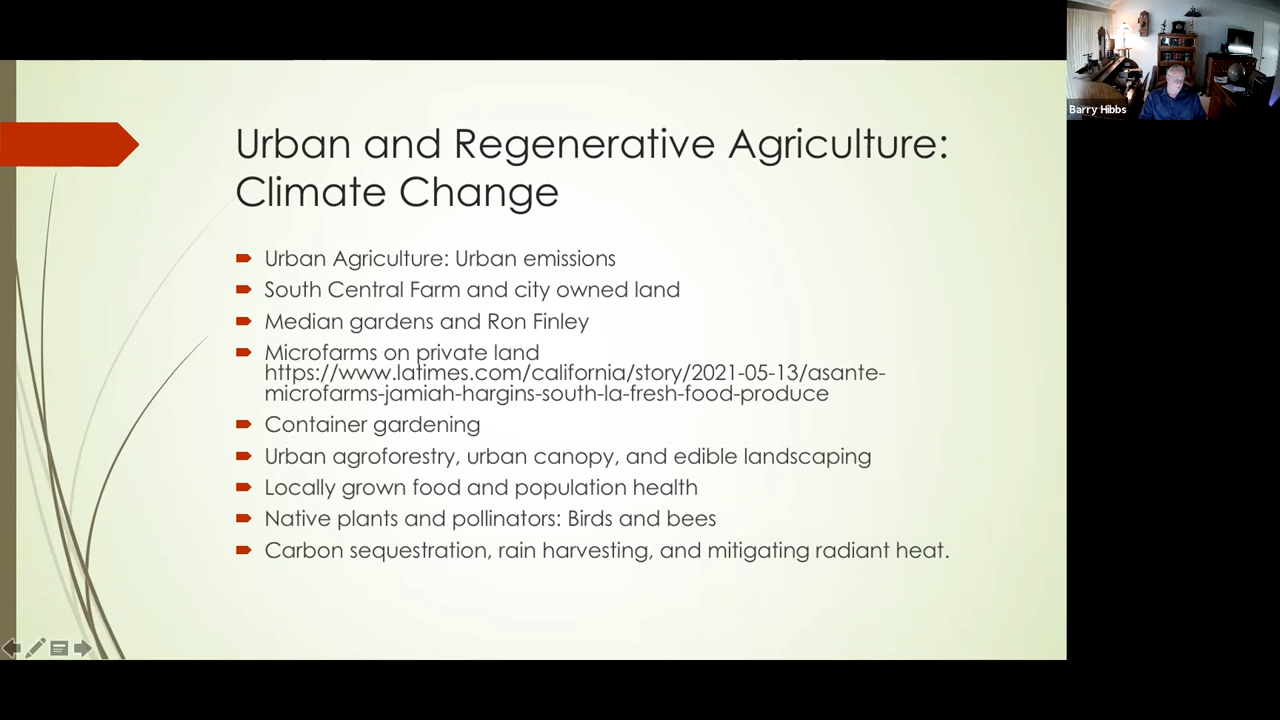 Urban and Regenerative Agriculture:
Climate Change
Urban Agriculture: Urban emissions
South Central Farm and city owned land
Median gardens and Ron Finley
Microfarms on private land
https://www.latimes.com/california/story/2021-05-13/asante-
microfarms-jamiah-hargins-south-la-fresh-food-produce
Container gardening
Urban agroforestry, urban canopy, and edible landscaping
Locally grown food and population health
Native plants and pollinators: Birds and bees
Carbon sequestration, rain harvesting, and mitigating radiant heat.
Barry Hibbs